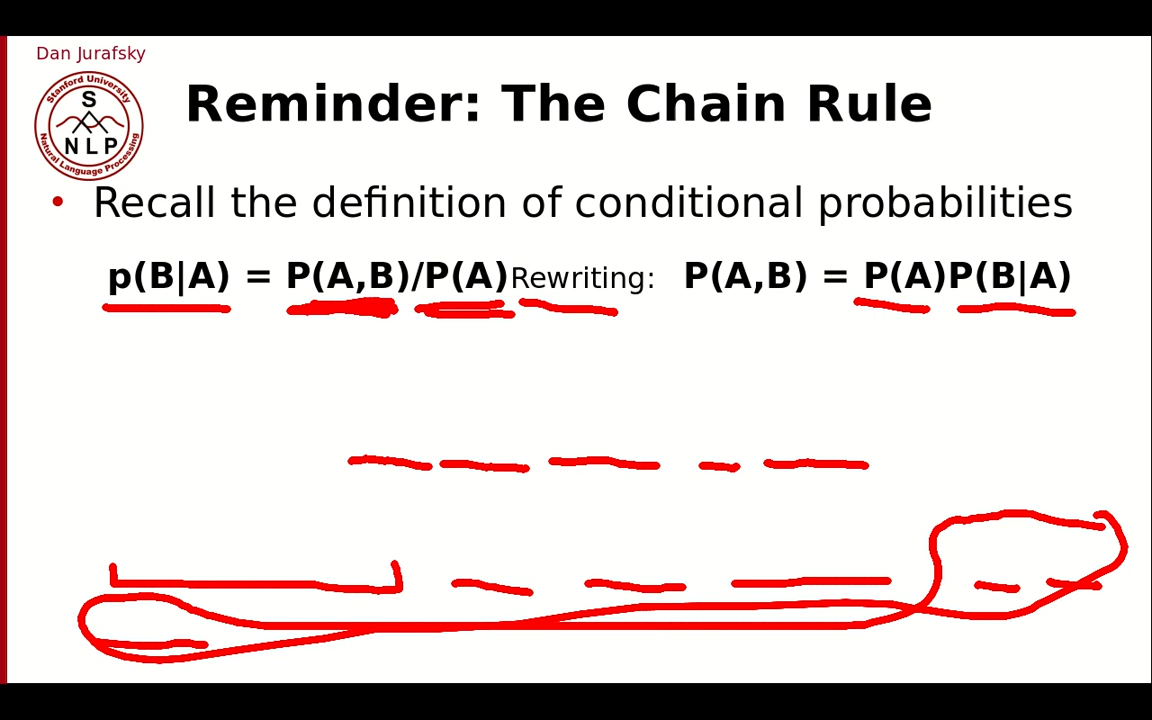 Dan Jurafsky
Stanford University
S
NLP
Natural Language Processing
Reminder: The Chain Rule
• Recall the definition of conditional probabilities
p(B|A) = P(A,B)/P(A) Rewriting: P(A,B) = P(A)P(B|A)